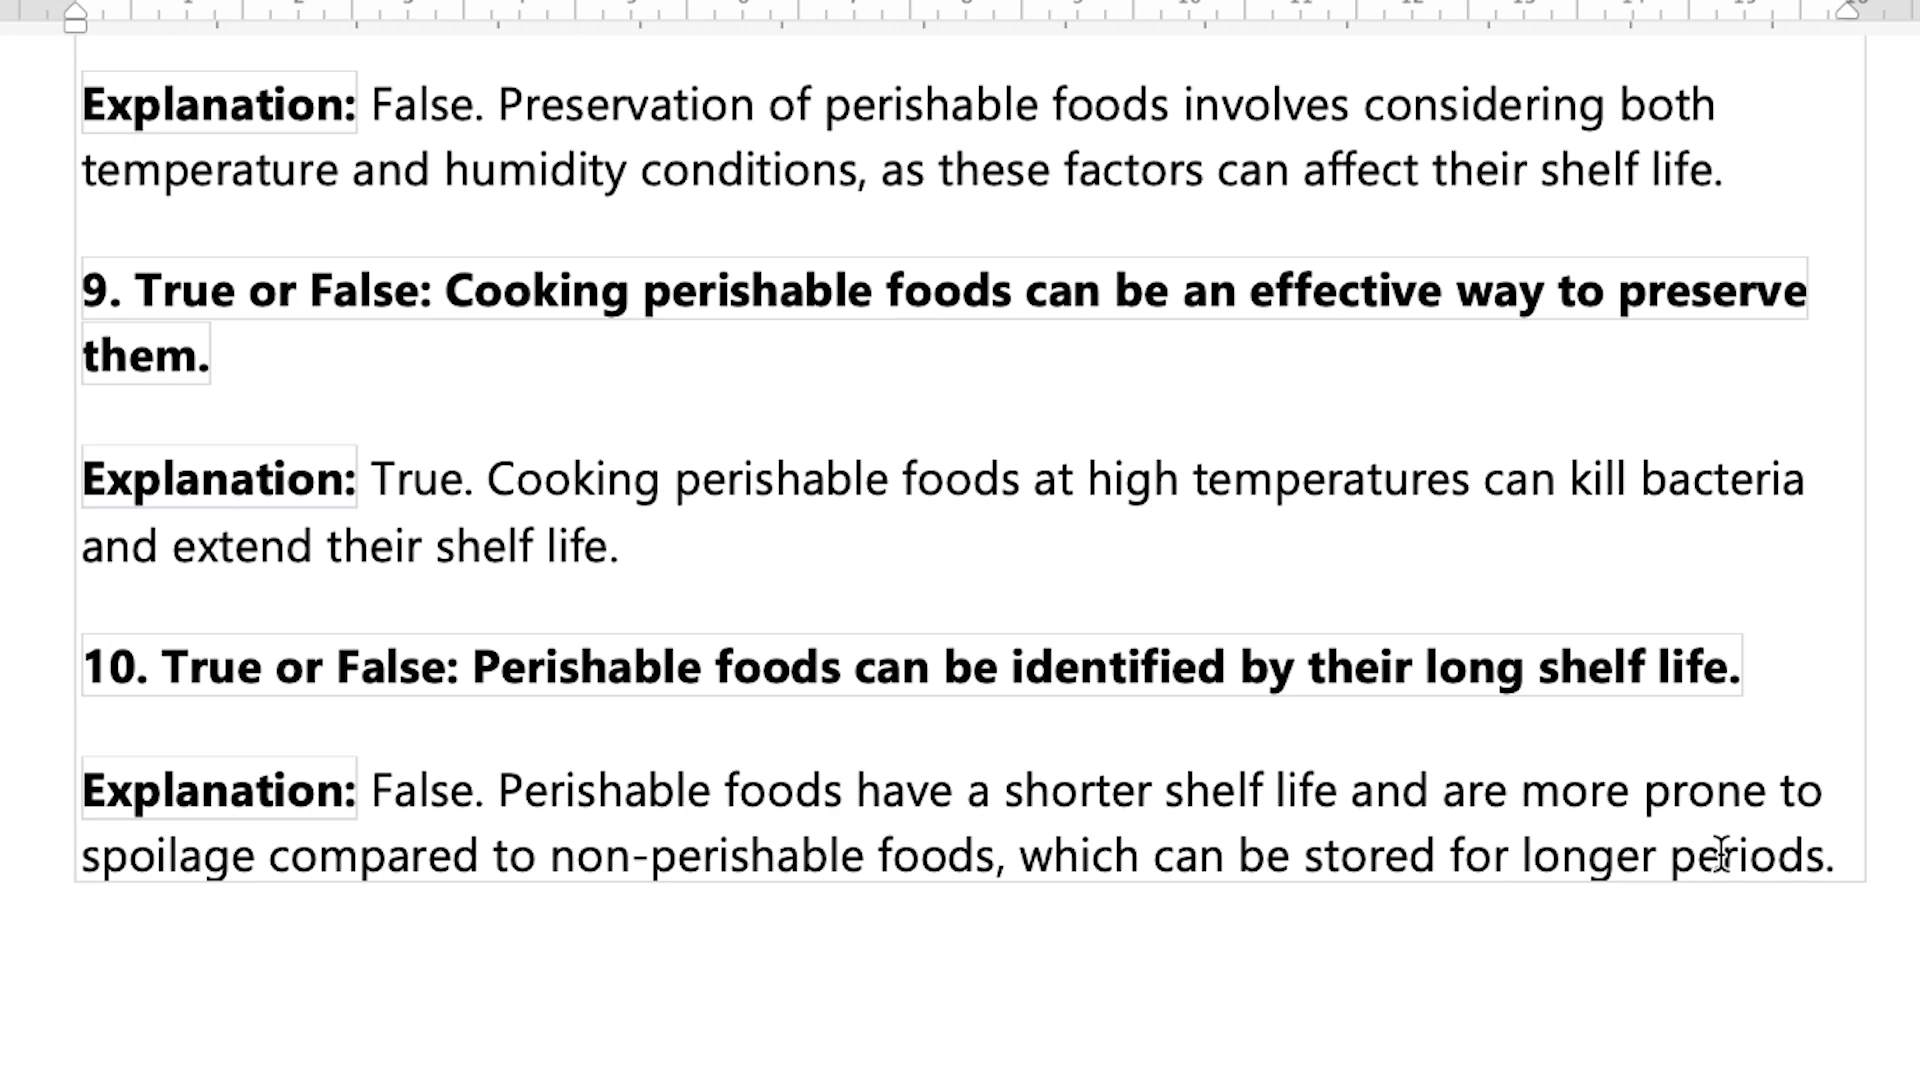 Explanation: False. Preservation of perishable foods involves considering both
temperature and humidity conditions, as these factors can affect their shelf life.
9. True or False: Cooking perishable foods can be an effective way to preserve
them.
Explanation: True. Cooking perishable foods at high temperatures can kill bacteria
and extend their shelf life.
10. True or False: Perishable foods can be identified by their long shelf life.
Explanation: False. Perishable foods have a shorter shelf life and are more prone to
spoilage compared to non-perishable foods, which can be stored for longer periods.